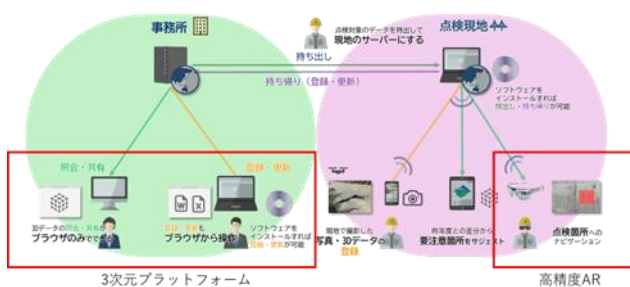 事務所
点検対象のデータを持出して
現地のサーバーにする
点検現地
持ち出し
持ち帰り（登録・更新）
ソフトウェアを
インストールすれば
持出し・持ち帰りが可能
照会・共有
登録・更新
3Dデータの照会・共有が
ブラウザのみでできる
登録・更新も
ブラウザから操作
ソフトウェアを
インストールすれば
登録・更新が可能
現地で撮影した
写真・3Dデータの
登録
昨年度との差分から
要注意箇所をサジェスト
点検箇所への
ナビゲーション
3次元プラットフォーム
高精度AR